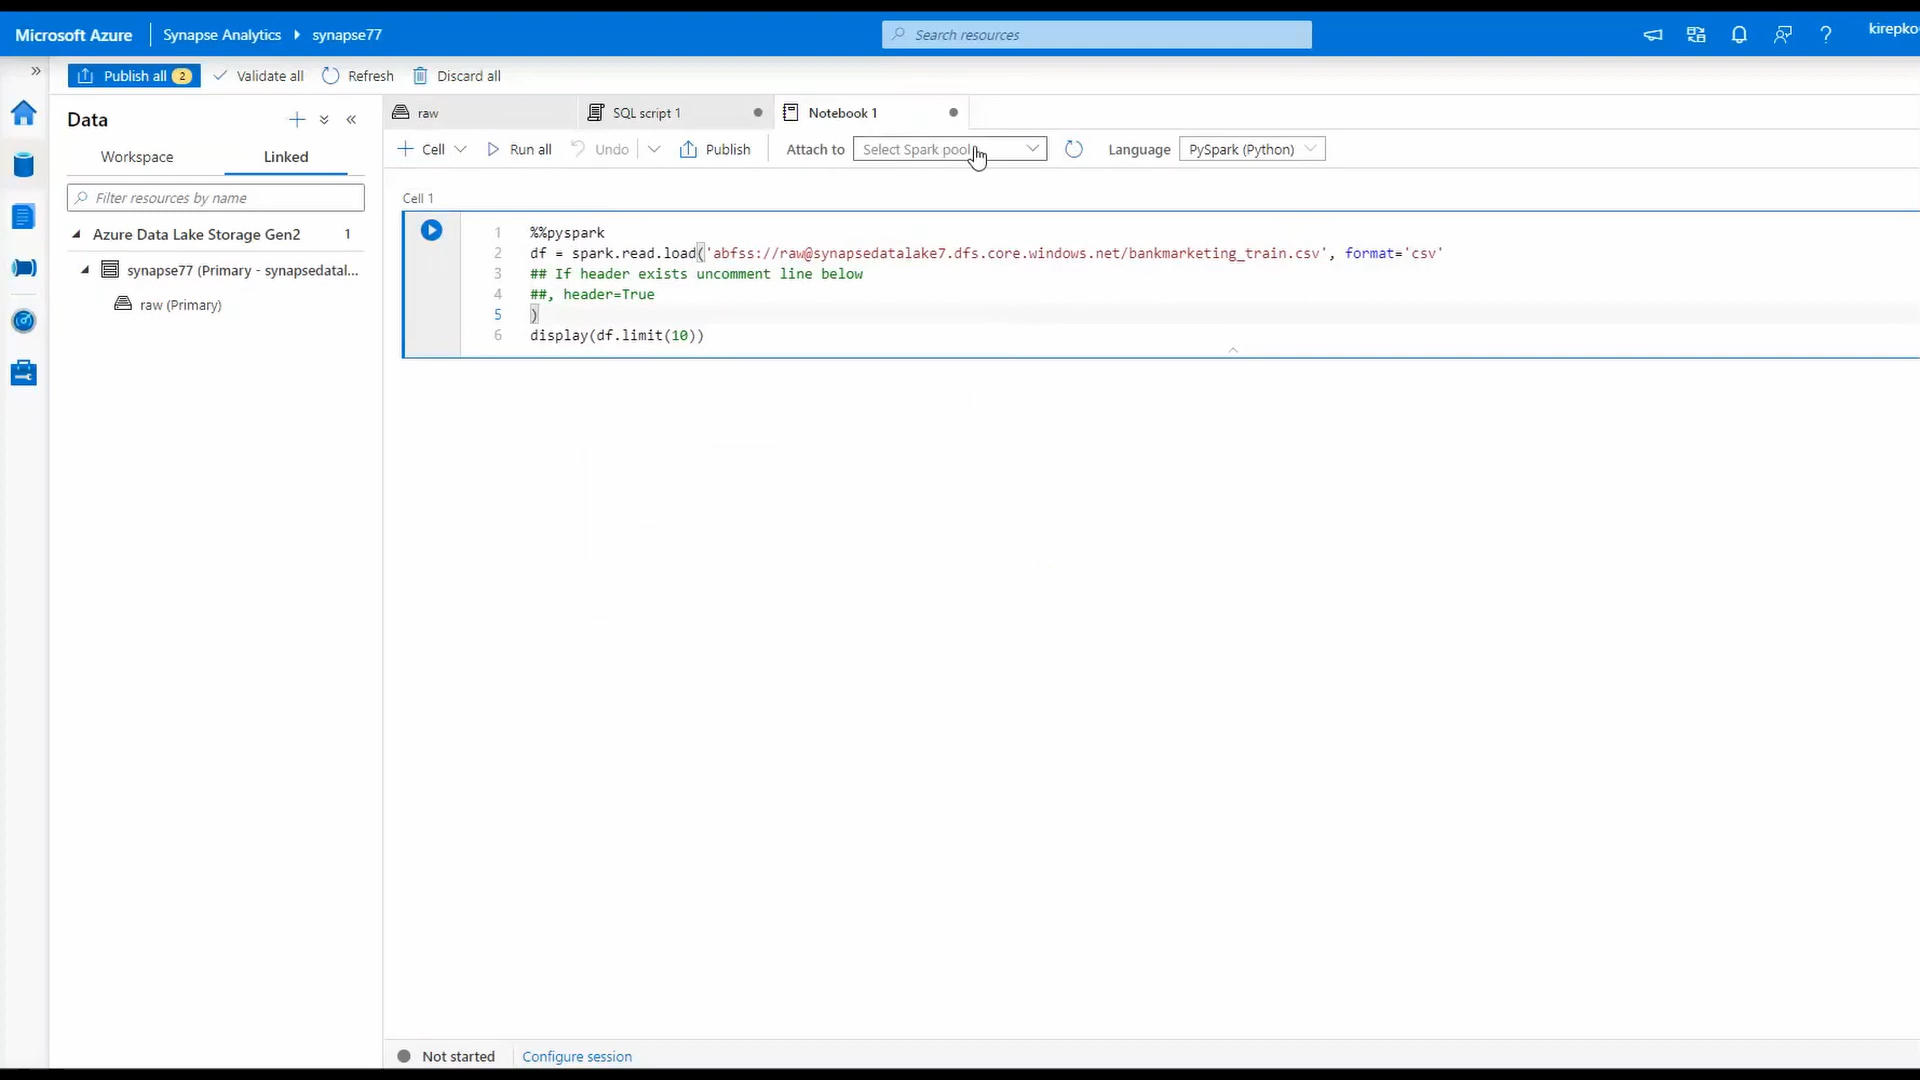 Microsoft Azure Synapse Analytics synapse77 Search resources kirepko
Publish all 2 Validate all Refresh Discard all
Data
Workspace Linked
Filter resources by name
Azure Data Lake Storage Gen2 1
synapse77 (Primary - synapsedatal...
raw (Primary)
raw SQL script 1 Notebook 1
Cell Run all Undo Publish Attach to Select Spark pool Language PySpark (Python)
Cell 1
1 %%pyspark
2 df = spark.read.load('abfss://raw@synapsedatalake7.dfs.core.windows.net/bankmarketing_train.csv', format='csv'
3 ## If header exists uncomment line below
4 ##, header=True
5 )
6 display(df.limit(10))
Not started Configure session